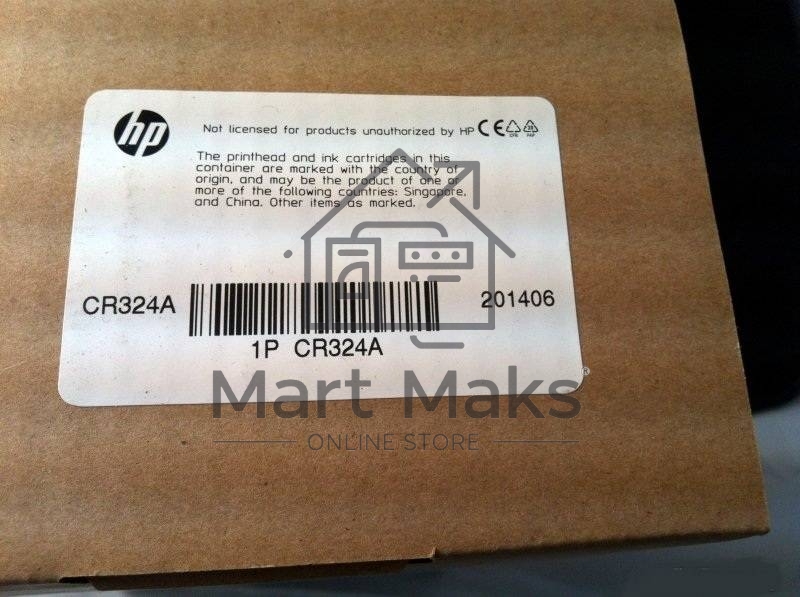 hp
Not licensed for products unauthorized by HP CE
The printhead and ink cartridges in this
container are marked with the country of
origin, and may be the product of one or
more of the following countries: Singapore,
and China. Other items as marked.
CR324A
201406
1P CR324A
Mart Maks
ONLINE STORE